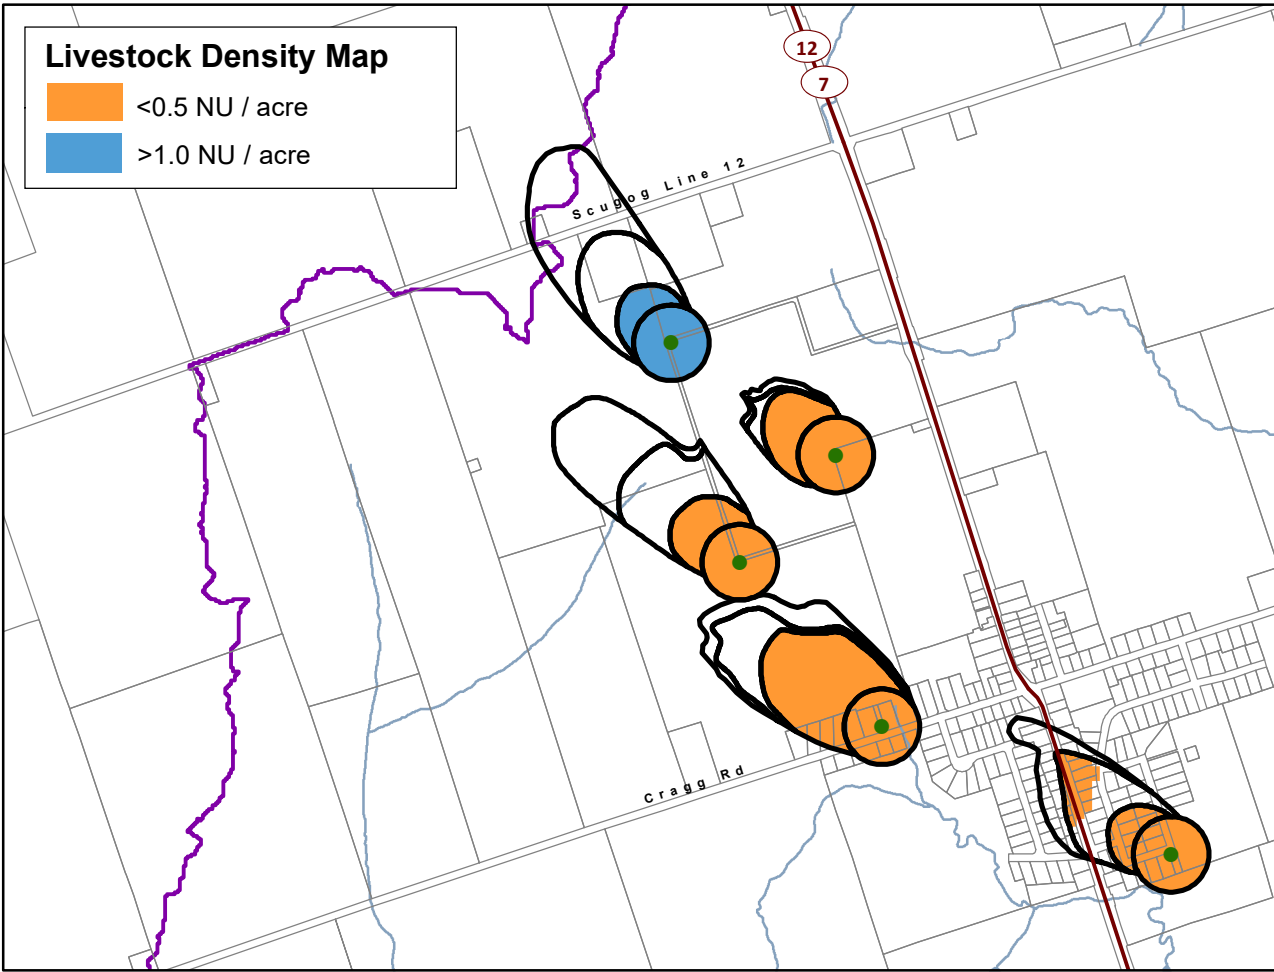 Livestock Density Map
<0.5 NU / acre
>1.0 NU / acre
12
7
Scugog Line 12
Cragg Rd